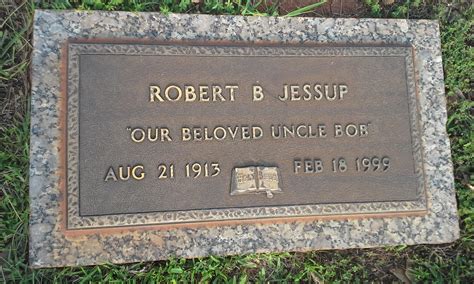 ROBERT B JESSUP
"OUR BELOVED UNCLE BOB"
AUG 21 1913 FEB 18 1999